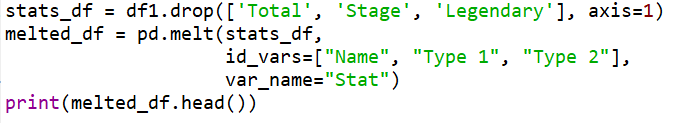 stats_df = df1.drop(['Total', 'Stage', 'Legendary'], axis=1)
melted_df = pd.melt(stats_df,
                    id_vars=["Name", "Type 1", "Type 2"],
                    var_name="Stat")
print(melted_df.head())